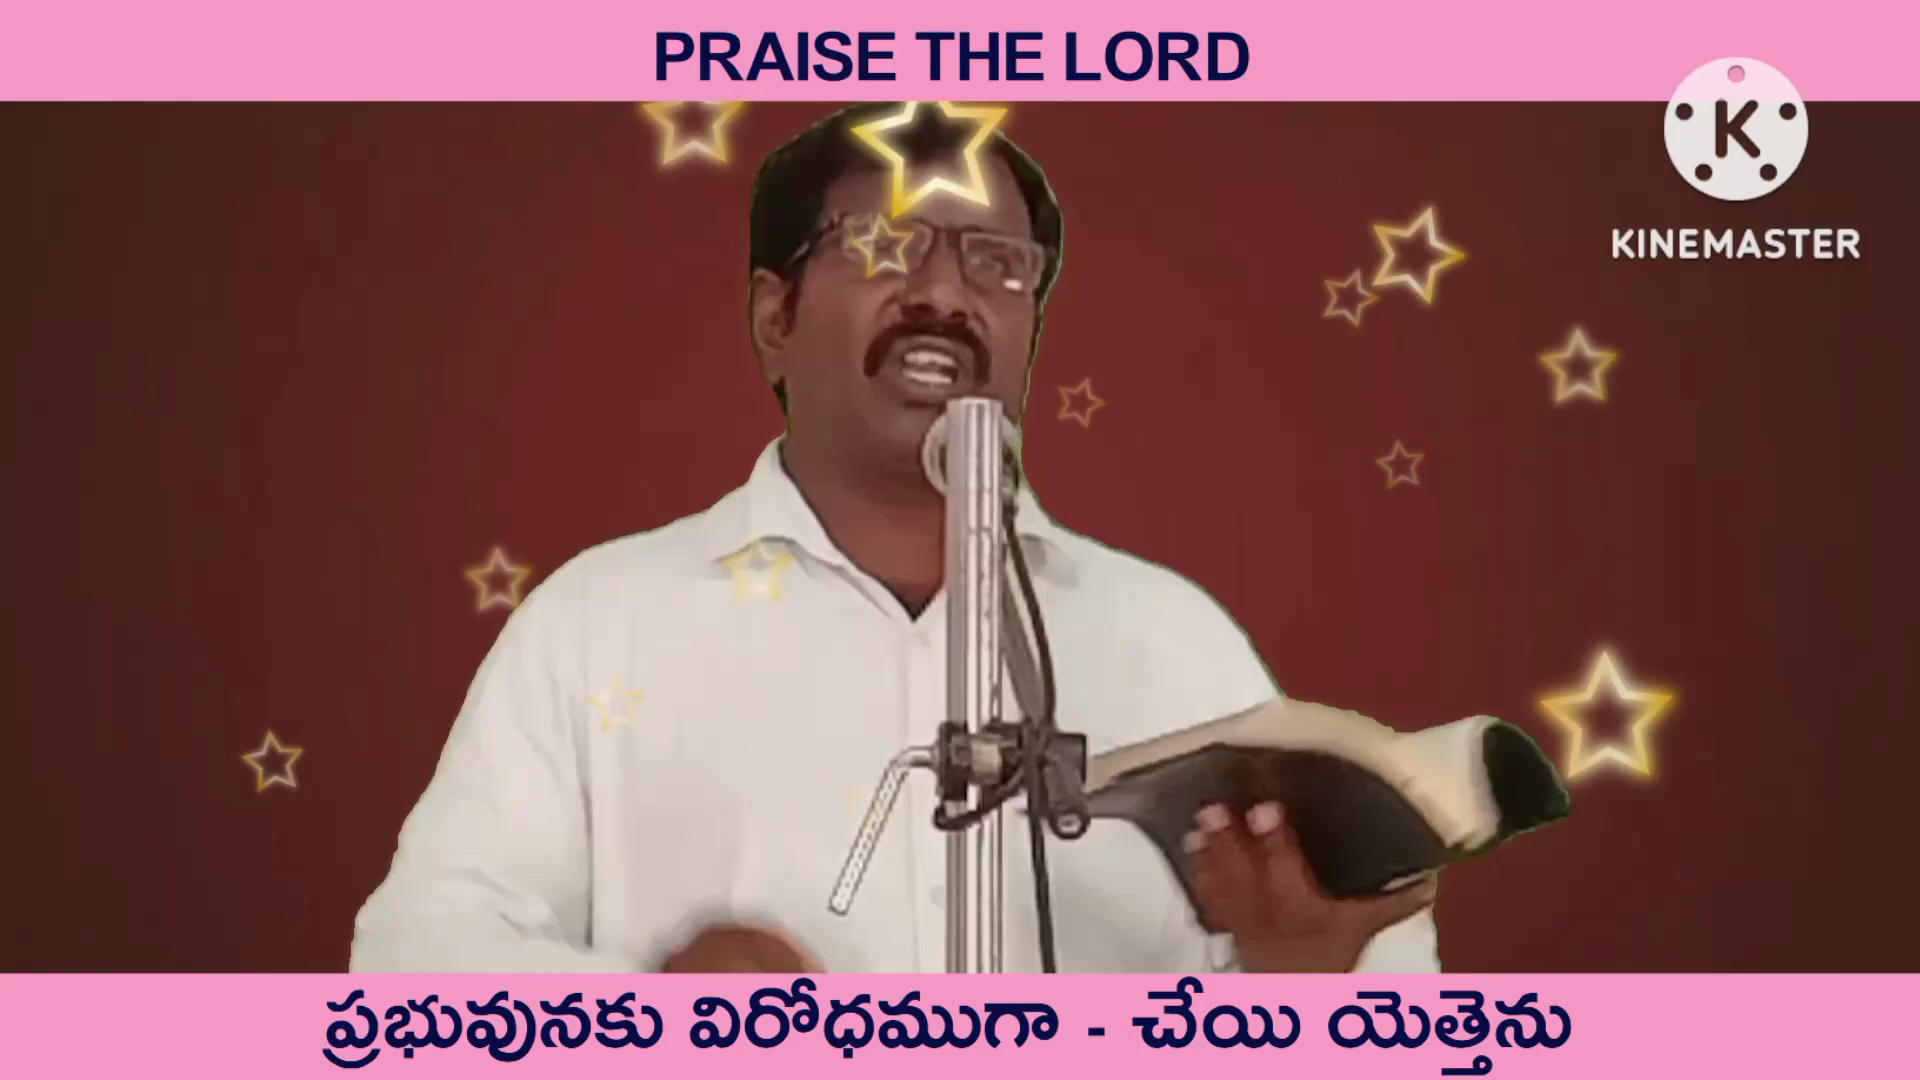 PRAISE THE LORD
K
KINEMASTER
ప్రభువునకు విరోధముగా - చేయి యెత్తెను